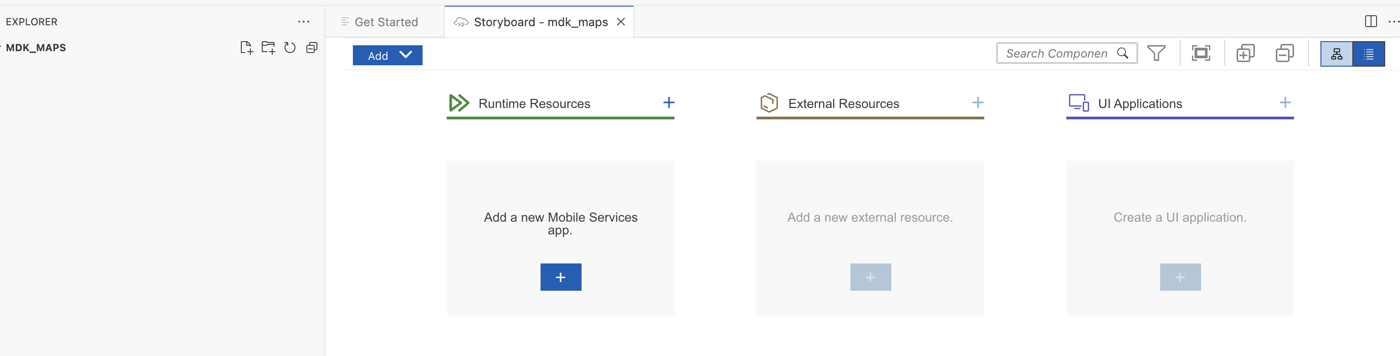 EXPLORER
Get Started
Storyboard - mdk_maps
MDK_MAPS
Add
Search Componen
Runtime Resources
External Resources
UI Applications
Add a new Mobile Services
app.
Add a new external resource.
Create a UI application.